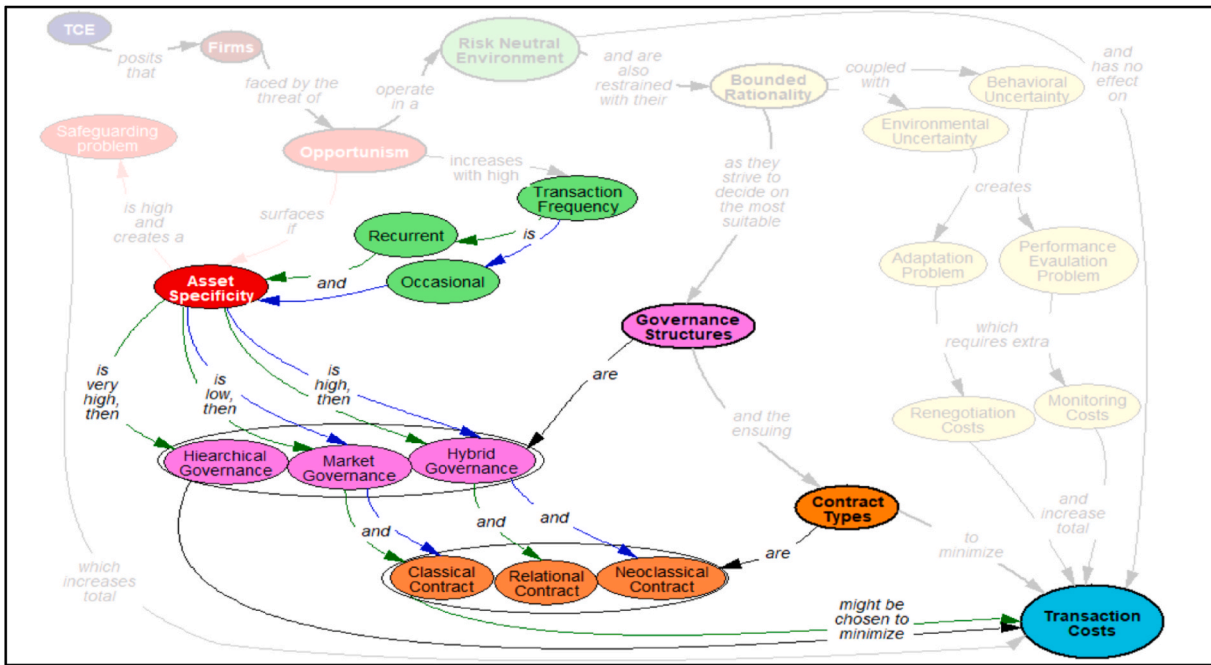 TCE
posits
that
Firms
faced by the
threat of
operate
in a
Risk Neutral
Environment
and are
also
restrained
with their
Bounded
Rationality
coupled
with
Behavioral
Uncertainty
and
has no
effect
on
Environmental
Uncertainty
Safeguarding
problem
Opportunism
increases
with high
Transaction
Frequency
as they
strive to
decide on
the most
suitable
creates
is high
and
creates a
surfaces
if
Recurrent
is
Occasional
and
Asset
Specificity
Adaptation
Problem
Performance
Evaulation
Problem
Governance
Structures
which
requires extra
is
very
high,
then
is
low,
then
is
high,
then
are
Renegotiation
Costs
Monitoring
Costs
and the
ensuing
Hiearchical
Governance
Market
Governance
Hybrid
Governance
Contract
Types
and
increase
total
and
and
and
are
to
minimize
Classical
Contract
Relational
Contract
Neoclassical
Contract
which
increases
total
might be
chosen to
minimize
Transaction
Costs